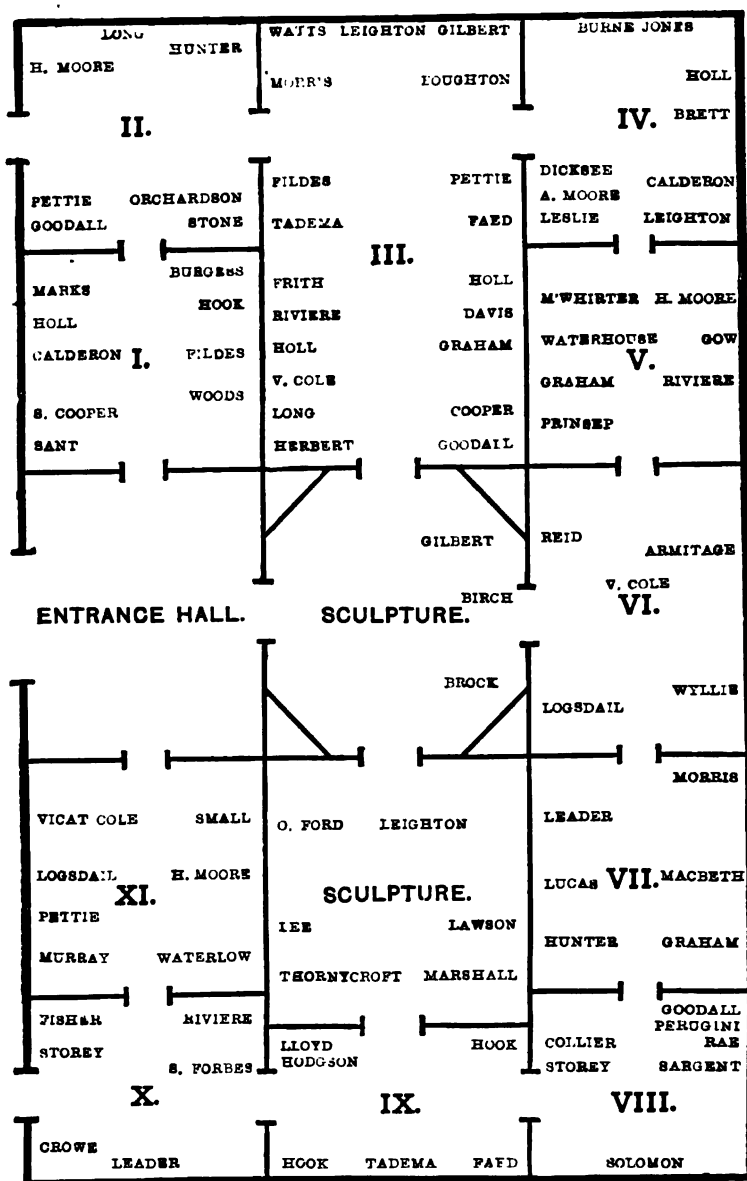 LONG
HUNTER
H. MOORE
II.
PETTIE ORCHARDSON
GOODALL STONE
WATTS LEIGHTON GILBERT
MORRIS BOUGHTON
FILDES PETTIE
TADEMA FAED
III.
FRITH HOLL
RIVIERE DAVIS
HOLL GRAHAM
V. COLE
LONG COOPER
HERBERT GOODALL
BURNE JONES
HOLL
IV. BRETT
DICKSEE CALDERON
A. MOORE
LESLIE LEIGHTON
BURGESS
MARKS HOOK
HOLL
CALDERON I. FILDES
WOODS
S. COOPER
SANT
M'WHIRTER H. MOORE
WATERHOUSE GOW
V.
GRAHAM RIVIERE
PRINSEP
ENTRANCE HALL.
GILBERT
BIRCH
SCULPTURE.
BROCK
REID ARMITAGE
V. COLE
VI.
WYLLIE
LOGSDAIL
VICAT COLE SMALL
LOGSDAIL H. MOORE
XI.
PETTIE
MURRAY WATERLOW
O. FORD LEIGHTON
SCULPTURE.
LEE LAWSON
THORNYCROFT MARSHALL
MORRIS
LEADER
LUCAS VII. MACBETH
HUNTER GRAHAM
FISHER RIVIERE
STOREY S. FORBES
X.
CROWE
LEADER
LLOYD HOOK
HODGSON
IX.
HOOK TADEMA FAED
GOODALL
PERUGINI
COLLIER RAE
STOREY SARGENT
VIII.
SOLOMON